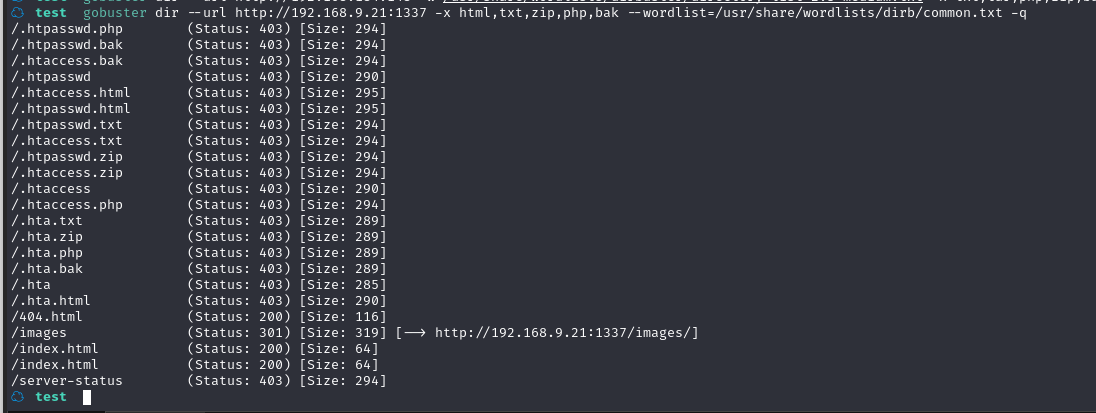 test gobuster dir --url http://192.168.9.21:1337 -x html,txt,zip,php,bak --wordlist=/usr/share/wordlists/dirb/common.txt -q
/.htpasswd.php (Status: 403) [Size: 294]
/.htpasswd.bak (Status: 403) [Size: 294]
/.htaccess.bak (Status: 403) [Size: 294]
/.htpasswd (Status: 403) [Size: 290]
/.htaccess.html (Status: 403) [Size: 295]
/.htpasswd.html (Status: 403) [Size: 295]
/.htpasswd.txt (Status: 403) [Size: 294]
/.htaccess.txt (Status: 403) [Size: 294]
/.htpasswd.zip (Status: 403) [Size: 294]
/.htaccess.zip (Status: 403) [Size: 294]
/.htaccess (Status: 403) [Size: 290]
/.htaccess.php (Status: 403) [Size: 294]
/.hta.txt (Status: 403) [Size: 289]
/.hta.zip (Status: 403) [Size: 289]
/.hta.php (Status: 403) [Size: 289]
/.hta.bak (Status: 403) [Size: 289]
/.hta (Status: 403) [Size: 285]
/.hta.html (Status: 403) [Size: 290]
/404.html (Status: 200) [Size: 116]
/images (Status: 301) [Size: 319] [--> http://192.168.9.21:1337/images/]
/index.html (Status: 200) [Size: 64]
/index.html (Status: 200) [Size: 64]
/server-status (Status: 403) [Size: 294]
test